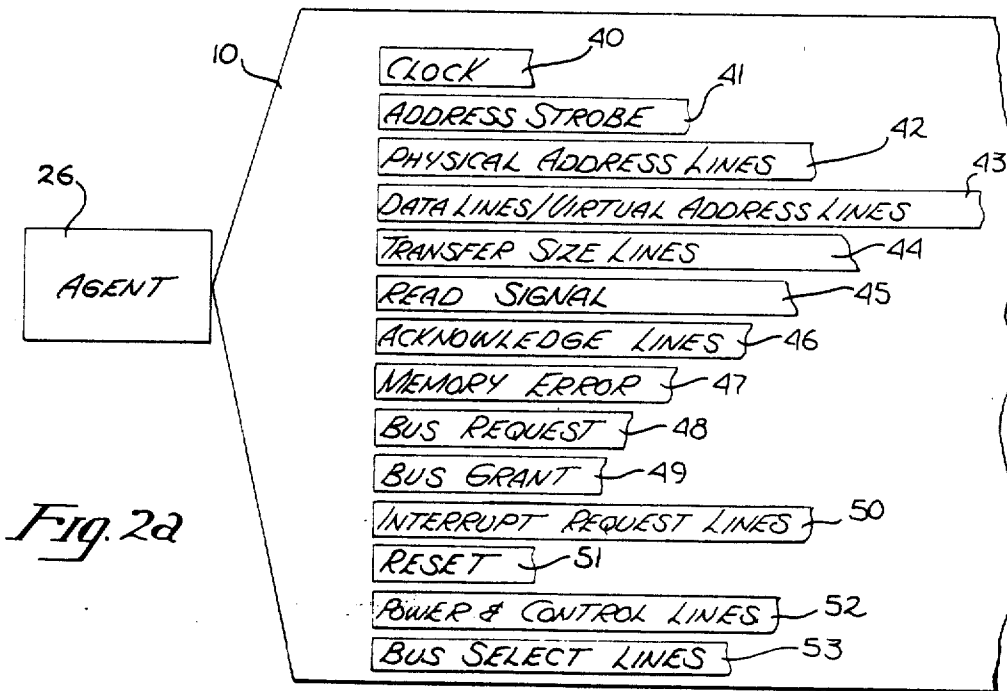 10
CLOCK 40
ADDRESS STROBE 41
PHYSICAL ADDRESS LINES 42
26
DATA LINES/VIRTUAL ADDRESS LINES 43
TRANSFER SIZE LINES 44
AGENT
READ SIGNAL 45
ACKNOWLEDGE LINES 46
MEMORY ERROR 47
BUS REQUEST 48
BUS GRANT 49
Fig. 2a
INTERRUPT REQUEST LINES 50
RESET 51
POWER & CONTROL LINES 52
BUS SELECT LINES 53